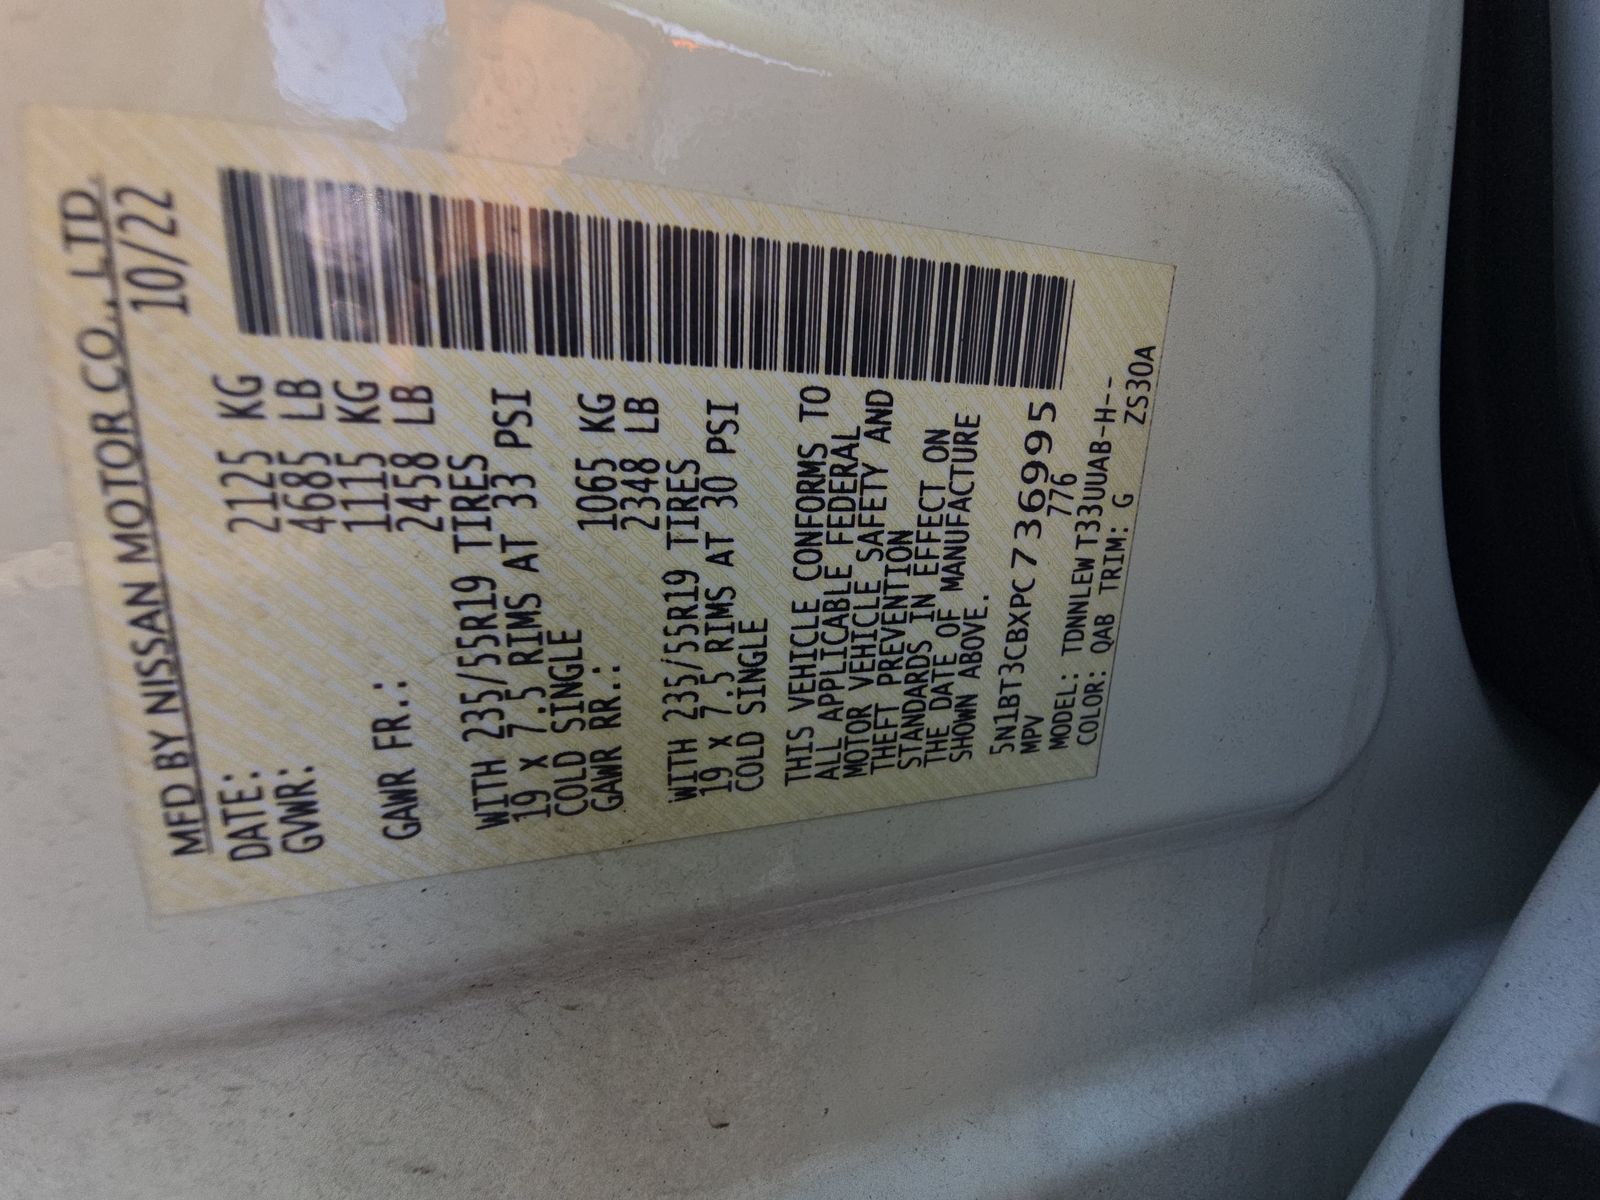 MFD BY NISSAN MOTOR CO., LTD.
DATE: 10/22
GVWR: 2125 KG
4685 LB
GAWR FR.: 1115 KG
2458 LB
WITH 235/55R19 TIRES
19 X 7.5 RIMS AT 33 PSI
COLD SINGLE
GAWR RR.: 1065 KG
2348 LB
WITH 235/55R19 TIRES
19 X 7.5 RIMS AT 30 PSI
COLD SINGLE
THIS VEHICLE CONFORMS TO
ALL APPLICABLE FEDERAL
MOTOR VEHICLE SAFETY AND
THEFT PREVENTION
STANDARDS IN EFFECT ON
THE DATE OF MANUFACTURE
SHOWN ABOVE.
5N1BT3CBXPC736995
MPV 776
MODEL: TDNNLEWT33UUAB-H--
COLOR: QAB TRIM: G ZS30A